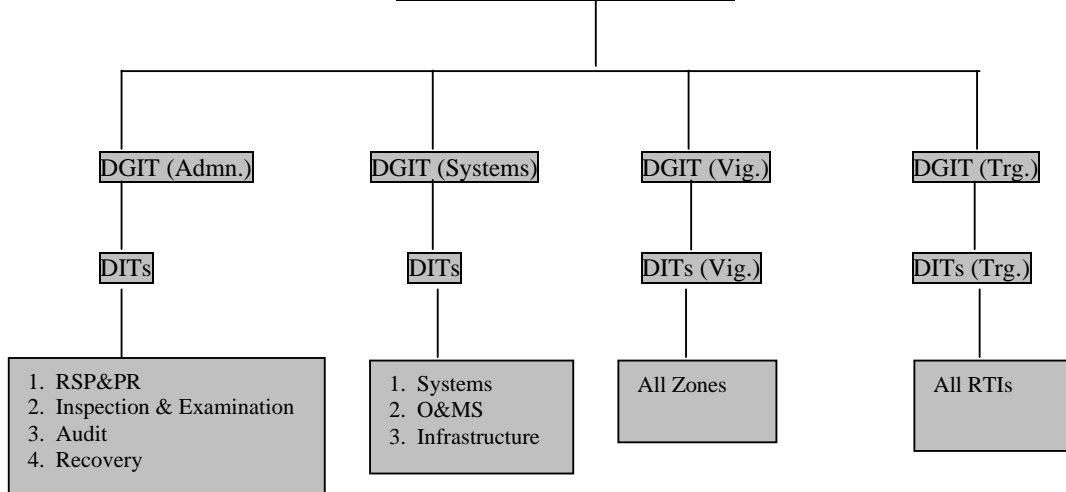 DGIT (Admn.)
DGIT (Systems)
DGIT (Vig.)
DGIT (Trg.)
DITs
DITs
DITs (Vig.)
DITs (Trg.)
1. RSP&PR
2. Inspection & Examination
3. Audit
4. Recovery
1. Systems
2. O&MS
3. Infrastructure
All Zones
All RTIs